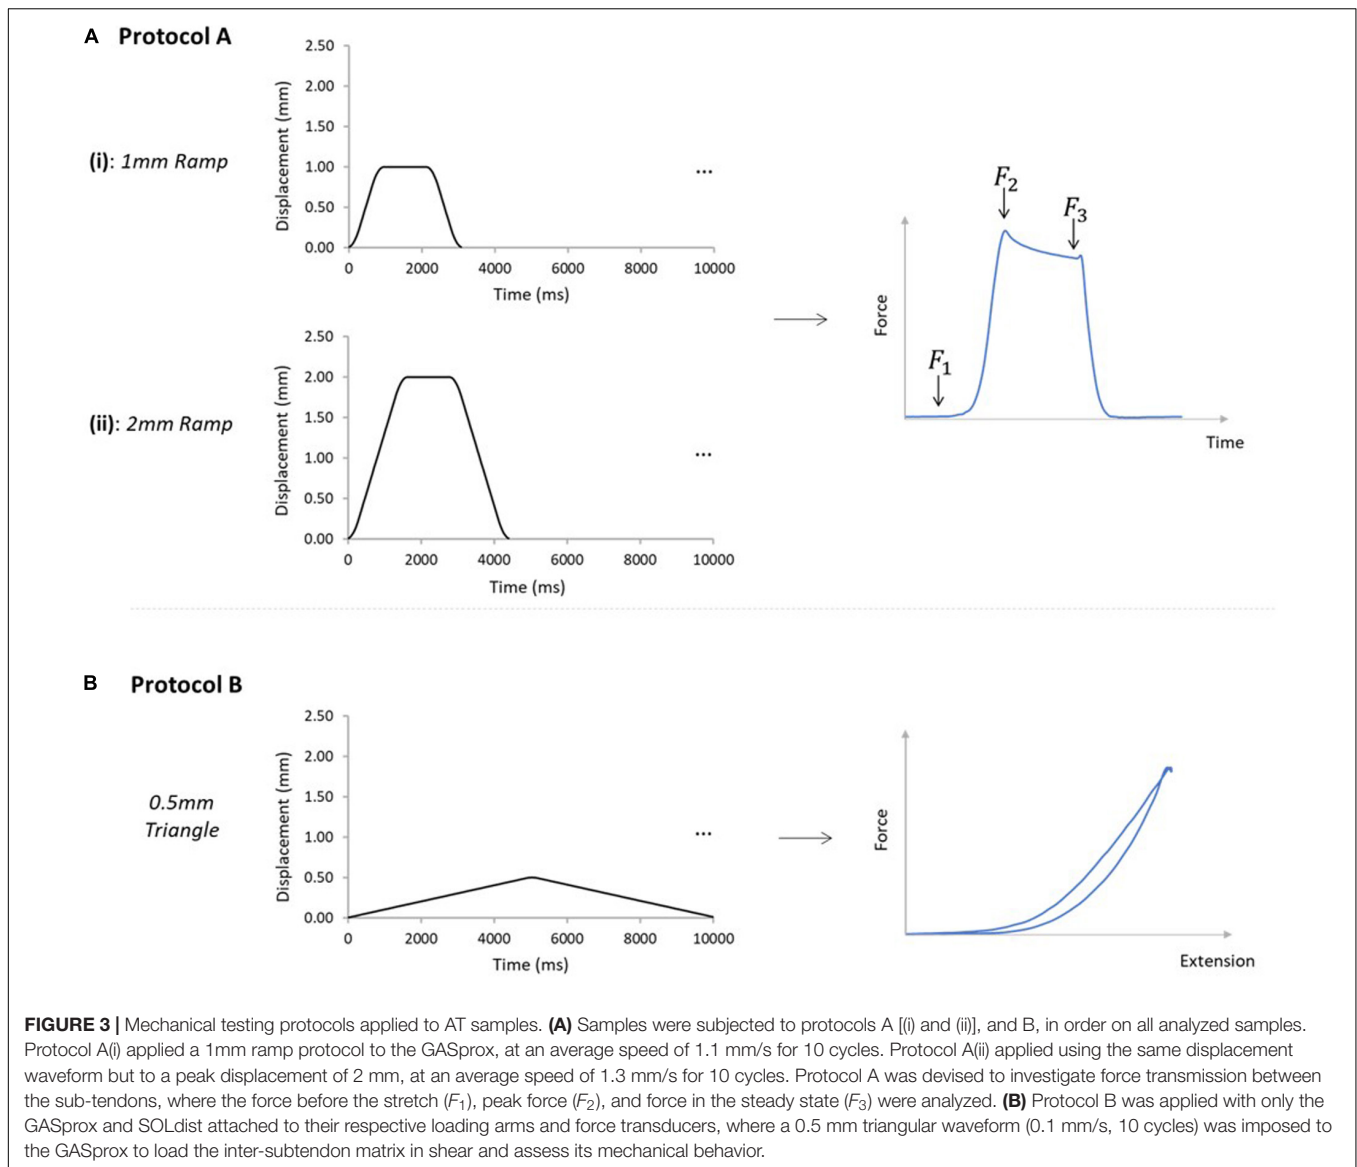 A Protocol A
(i): 1mm Ramp
Displacement (mm)
2.50
2.00
1.50
1.00
0.50
0.00
...
0 2000 4000 6000 8000 10000
Time (ms)
(ii): 2mm Ramp
Displacement (mm)
2.50
2.00
1.50
1.00
0.50
0.00
...
0 2000 4000 6000 8000 10000
Time (ms)
F2
F3
F1
Force
Time
B Protocol B
0.5mm
Triangle
Displacement (mm)
2.50
2.00
1.50
1.00
0.50
0.00
...
0 2000 4000 6000 8000 10000
Time (ms)
Force
Extension
FIGURE 3 | Mechanical testing protocols applied to AT samples. (A) Samples were subjected to protocols A [(i) and (ii)], and B, in order on all analyzed samples.
Protocol A(i) applied a 1mm ramp protocol to the GASprox, at an average speed of 1.1 mm/s for 10 cycles. Protocol A(ii) applied using the same displacement
waveform but to a peak displacement of 2 mm, at an average speed of 1.3 mm/s for 10 cycles. Protocol A was devised to investigate force transmission between
the sub-tendons, where the force before the stretch (F1), peak force (F2), and force in the steady state (F3) were analyzed. (B) Protocol B was applied with only the
GASprox and SOLdist attached to their respective loading arms and force transducers, where a 0.5 mm triangular waveform (0.1 mm/s, 10 cycles) was imposed to
the GASprox to load the inter-subtendon matrix in shear and assess its mechanical behavior.